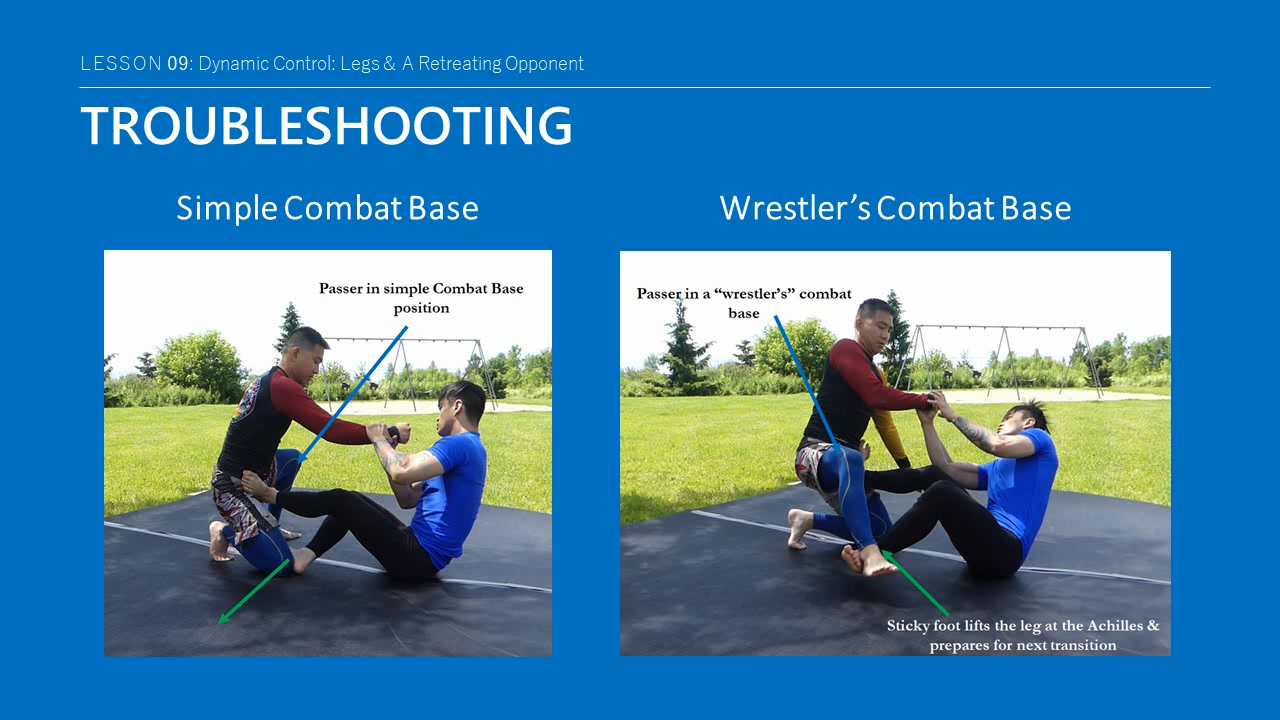 LESSON 09: Dynamic Control: Legs & A Retreating Opponent
TROUBLESHOOTING
Simple Combat Base
Wrestler’s Combat Base
Passer in simple Combat Base
position
Passer in a “wrestler’s” combat
base
Sticky foot lifts the leg at the Achilles &
prepares for next transition